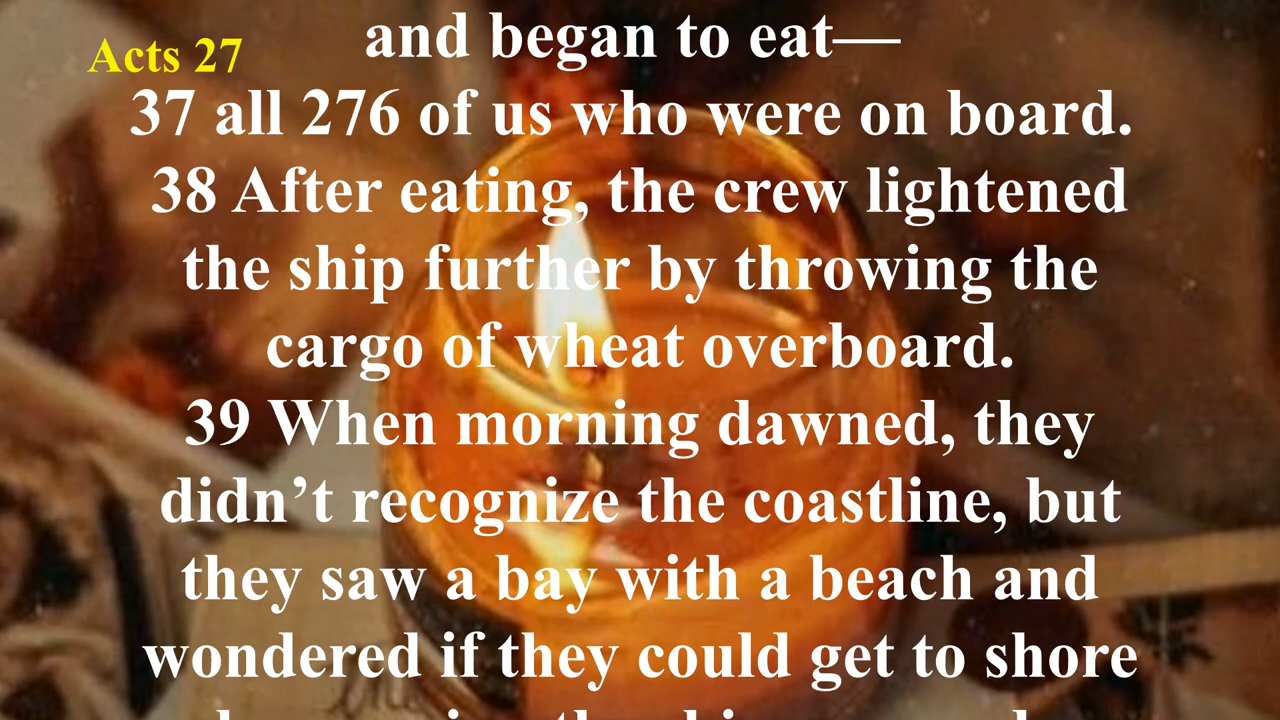 and began to eat—
Acts 27
37 all 276 of us who were on board.
38 After eating, the crew lightened
the ship further by throwing the
cargo of wheat overboard.
39 When morning dawned, they
didn’t recognize the coastline, but
they saw a bay with a beach and
wondered if they could get to shore